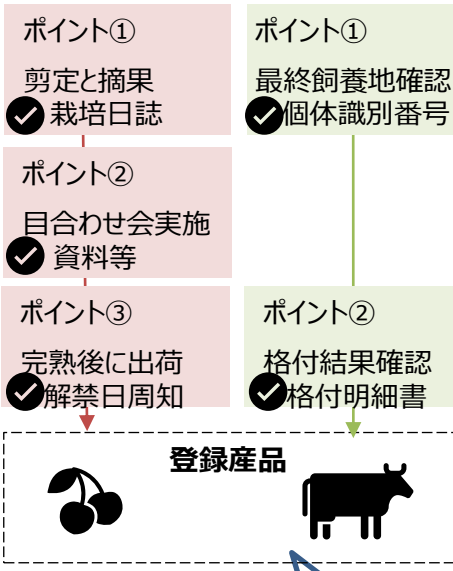 ポイント①
剪定と摘果
栽培日誌
ポイント②
目合わせ会実施
資料等
ポイント③
完熟後に出荷
解禁日周知
ポイント①
最終飼養地確認
個体識別番号
ポイント②
格付結果確認
格付明細書
登録産品